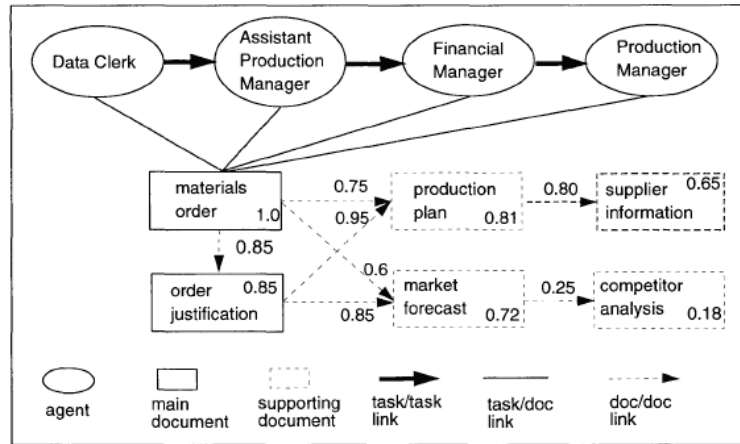 Data Clerk
Assistant
Production
Manager
Financial
Manager
Production
Manager
materials
order
1.0
0.75
0.95
production
plan
0.81
0.80
supplier
information
0.65
0.85
0.6
order
justification
0.85
0.85
market
forecast
0.72
0.25
competitor
analysis
0.18
agent
main
document
supporting
document
task/task
link
task/doc
link
doc/doc
link